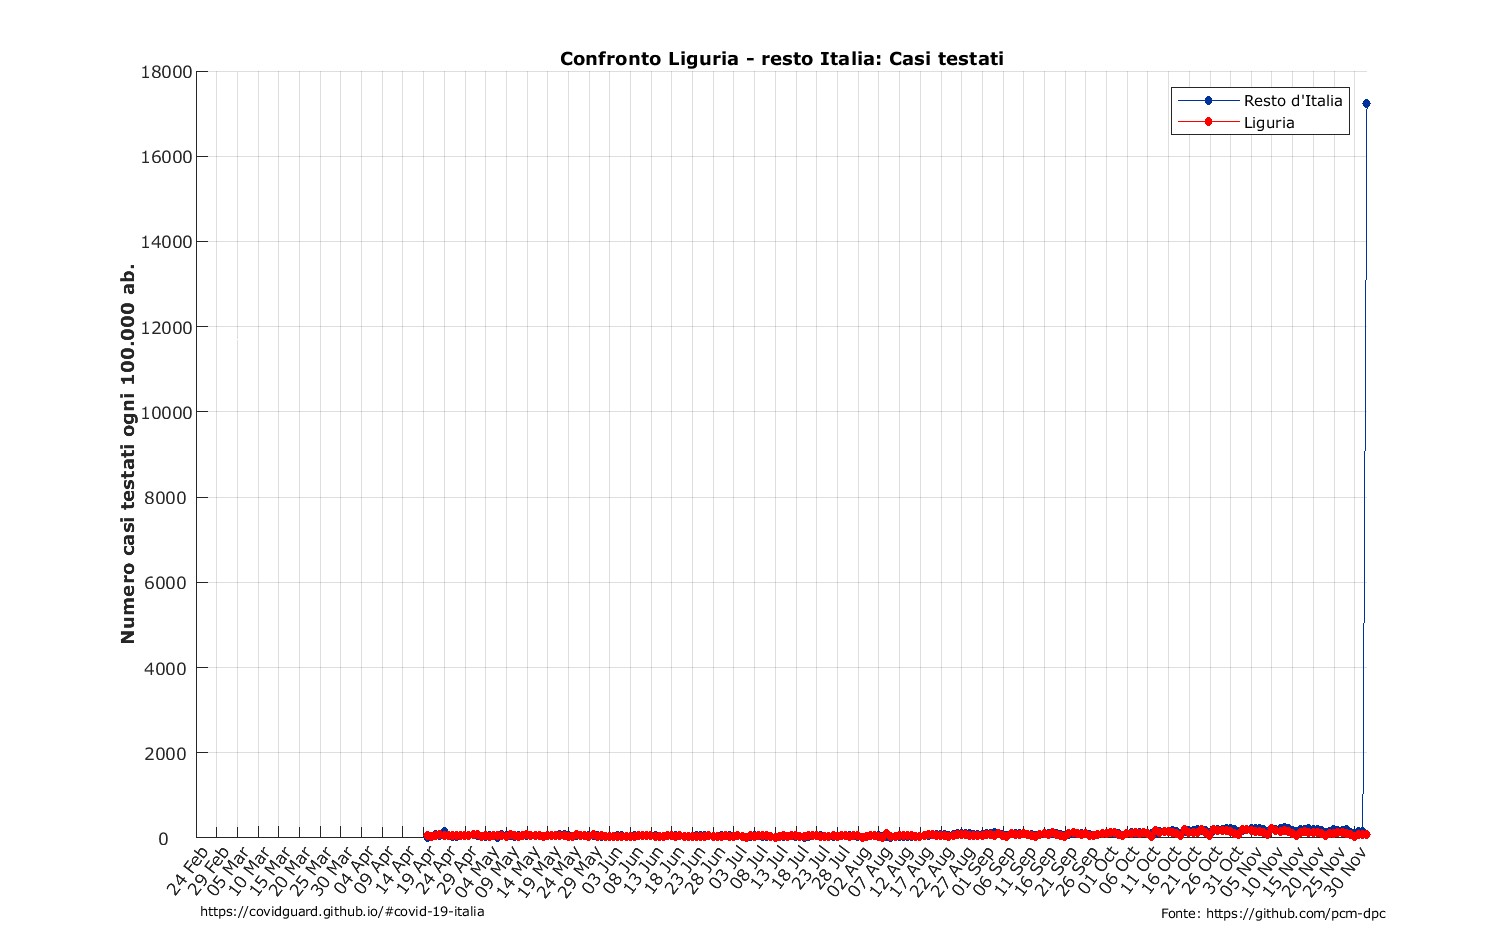 Confronto Liguria - resto Italia: Casi testati
Resto d'Italia
Liguria
Numero casi testati ogni 100.000 ab.
18000
16000
14000
12000
10000
8000
6000
4000
2000
0
24 Feb
29 Feb
05 Mar
10 Mar
15 Mar
20 Mar
25 Mar
30 Mar
04 Apr
09 Apr
14 Apr
19 Apr
24 Apr
29 Apr
04 May
09 May
14 May
19 May
24 May
29 May
03 Jun
08 Jun
13 Jun
18 Jun
23 Jun
28 Jun
03 Jul
08 Jul
13 Jul
18 Jul
23 Jul
28 Jul
02 Aug
07 Aug
12 Aug
17 Aug
22 Aug
27 Aug
01 Sep
06 Sep
11 Sep
16 Sep
21 Sep
26 Sep
01 Oct
06 Oct
11 Oct
16 Oct
21 Oct
26 Oct
31 Oct
05 Nov
10 Nov
15 Nov
20 Nov
25 Nov
30 Nov
https://covidguard.github.io/#covid-19-italia
Fonte: https://github.com/pcm-dpc